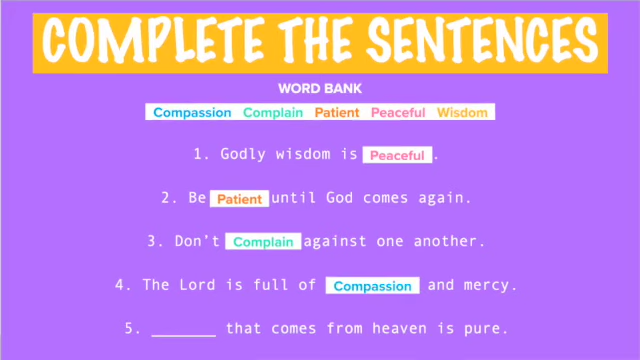 COMPLETE THE SENTENCES
WORD BANK
Compassion Complain Patient Peaceful Wisdom
1. Godly wisdom is Peaceful.
2. Be Patient until God comes again.
3. Don't Complain against one another.
4. The Lord is full of Compassion and mercy.
5. _______ that comes from heaven is pure.